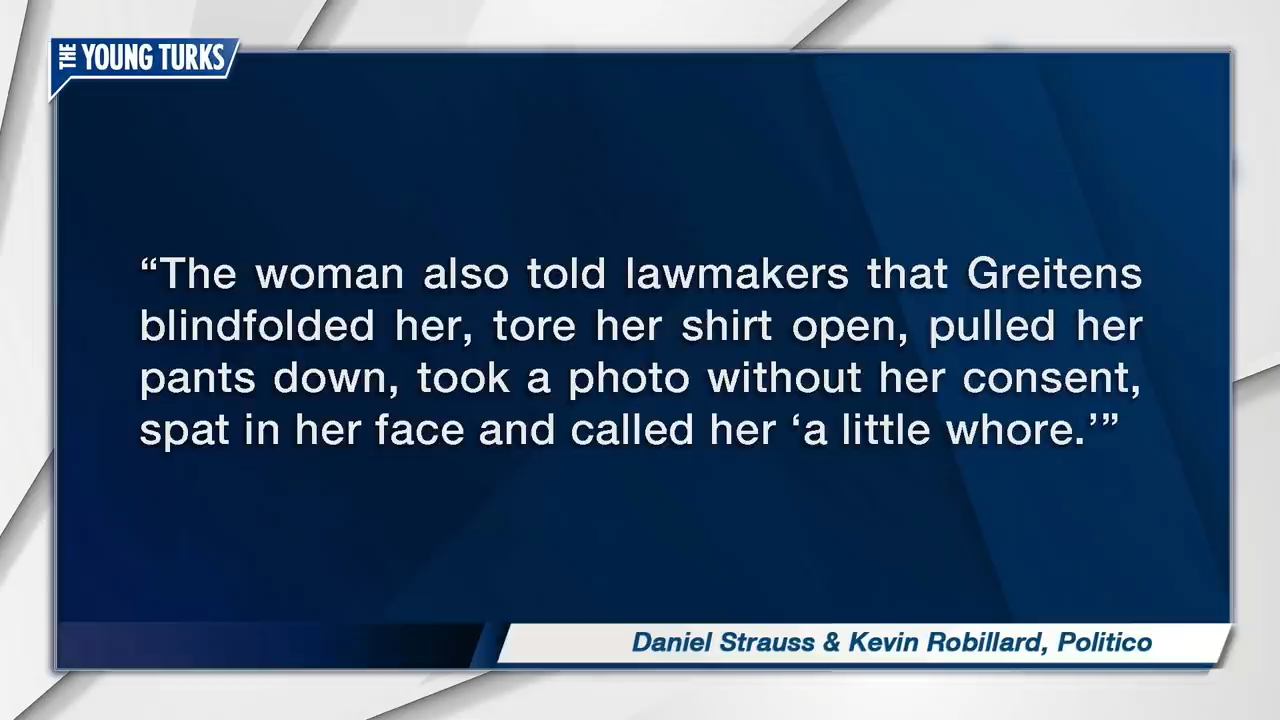 THE YOUNG TURKS
“The woman also told lawmakers that Greitens
blindfolded her, tore her shirt open, pulled her
pants down, took a photo without her consent,
spat in her face and called her ‘a little whore.’”
Daniel Strauss & Kevin Robillard, Politico